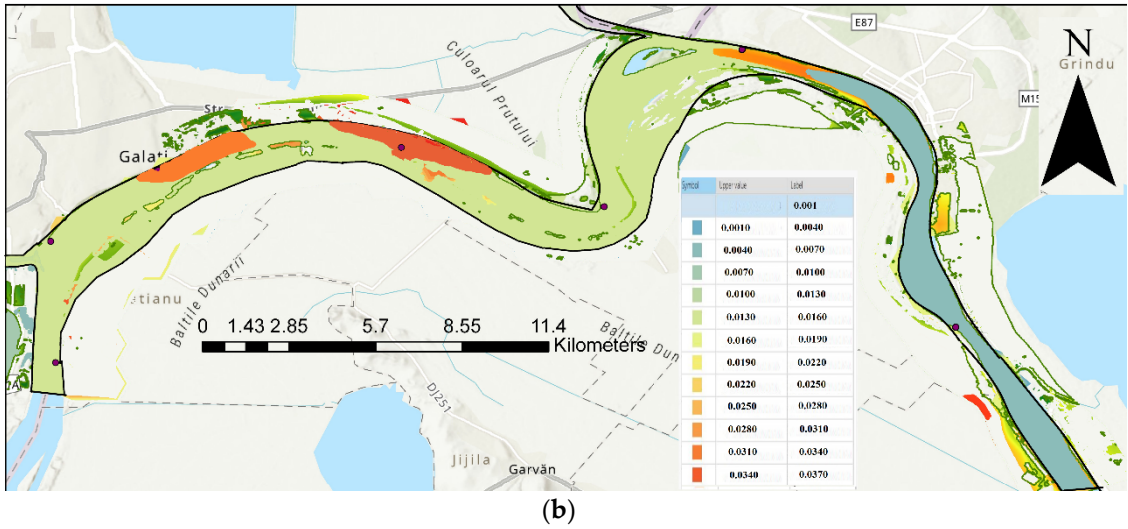 E87
N
Grindu
Culoarul Prutului
M15
Str
Galați
Symbol Upper value Label
0.001
0.0010 0.0040
0.0040 0.0070
0.0070 0.0100
0.0100 0.0130
0.0130 0.0160
0.0160 0.0190
0.0190 0.0220
0.0220 0.0250
0.0250 0.0280
0.0280 0.0310
0.0310 0.0340
0.0340 0.0370
tianu
Baltile Dunarii
0 1.43 2.85 5.7 8.55 11.4
Kilometers
Baltile Dun
DJ251
Jijila
Garvăn
(b)